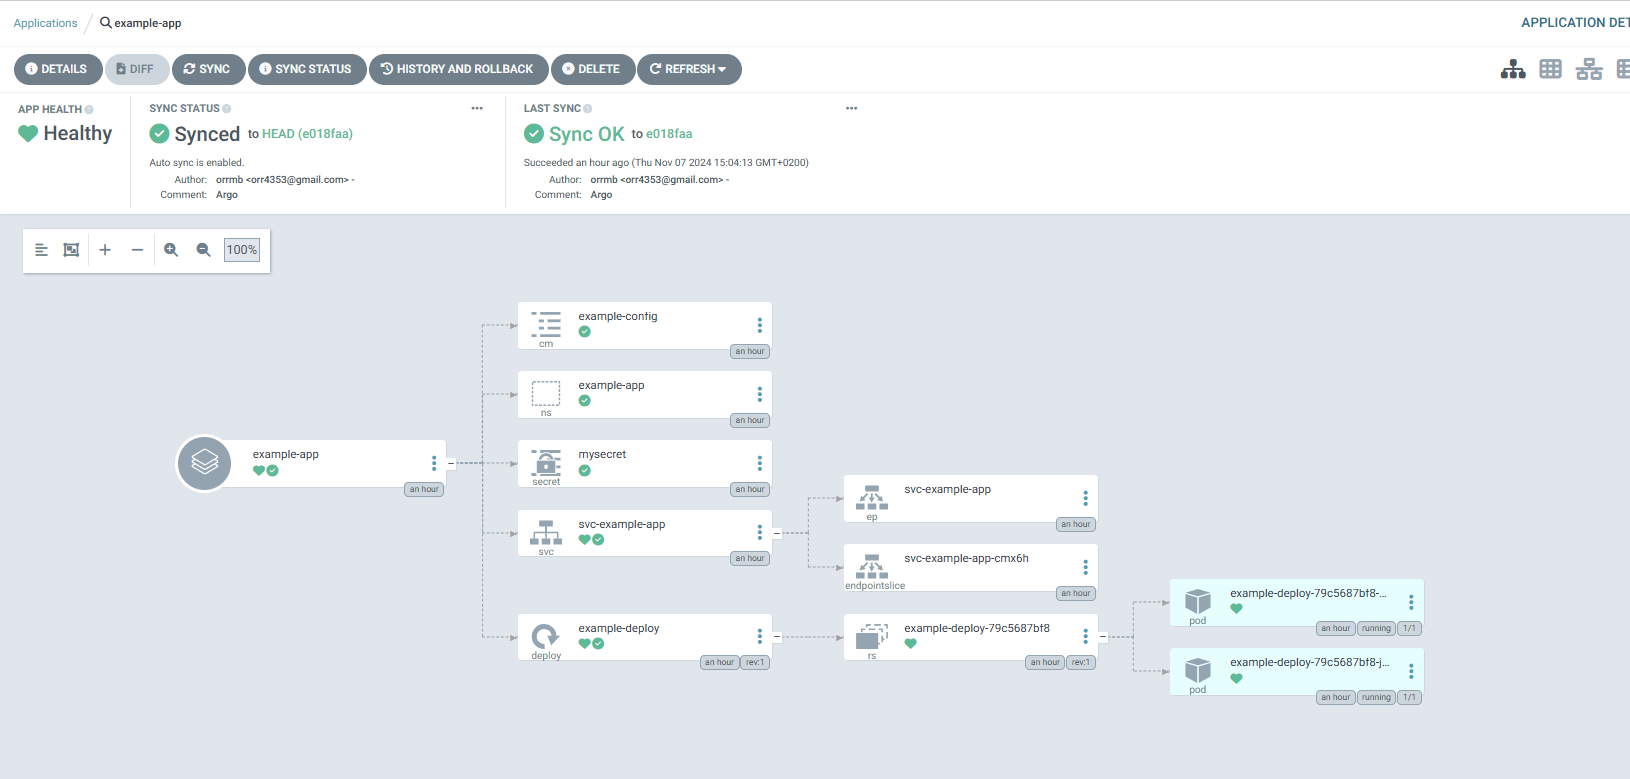 Applications / example-app
APPLICATION DET
DETAILS DIFF SYNC SYNC STATUS HISTORY AND ROLLBACK DELETE REFRESH
APP HEALTH
Healthy
SYNC STATUS
Synced to HEAD (e018faa)
Auto sync is enabled.
Author: orrmb <orr4353@gmail.com> -
Comment: Argo
LAST SYNC
Sync OK to e018faa
Succeeded an hour ago (Thu Nov 07 2024 15:04:13 GMT+0200)
Author: orrmb <orr4353@gmail.com> -
Comment: Argo
100%
example-app
an hour
example-config
cm
an hour
example-app
ns
an hour
mysecret
secret
an hour
svc-example-app
svc
an hour
example-deploy
deploy
an hour rev:1
svc-example-app
ep
an hour
svc-example-app-cmx6h
endpointslice
an hour
example-deploy-79c5687bf8
rs
an hour rev:1
example-deploy-79c5687bf8-...
pod
an hour running 1/1
example-deploy-79c5687bf8-j...
pod
an hour running 1/1